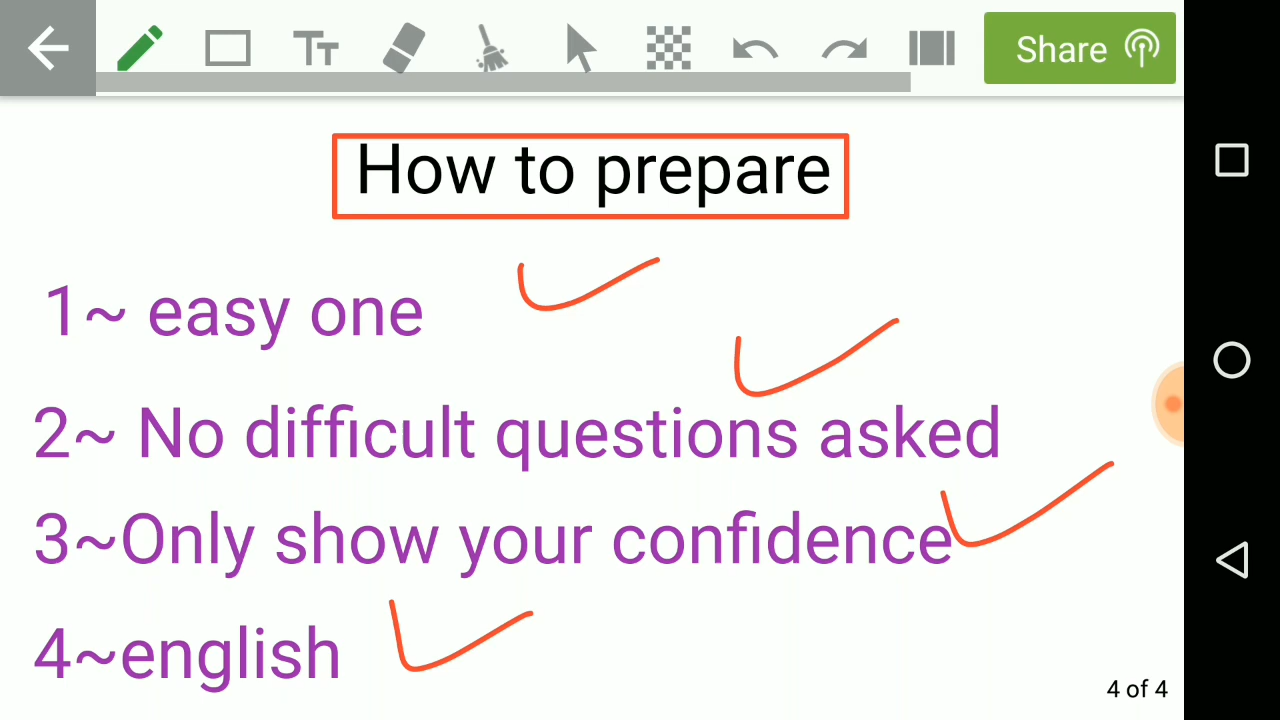 Share
How to prepare
1~ easy one
2~ No difficult questions asked
3~Only show your confidence
4~english
4 of 4